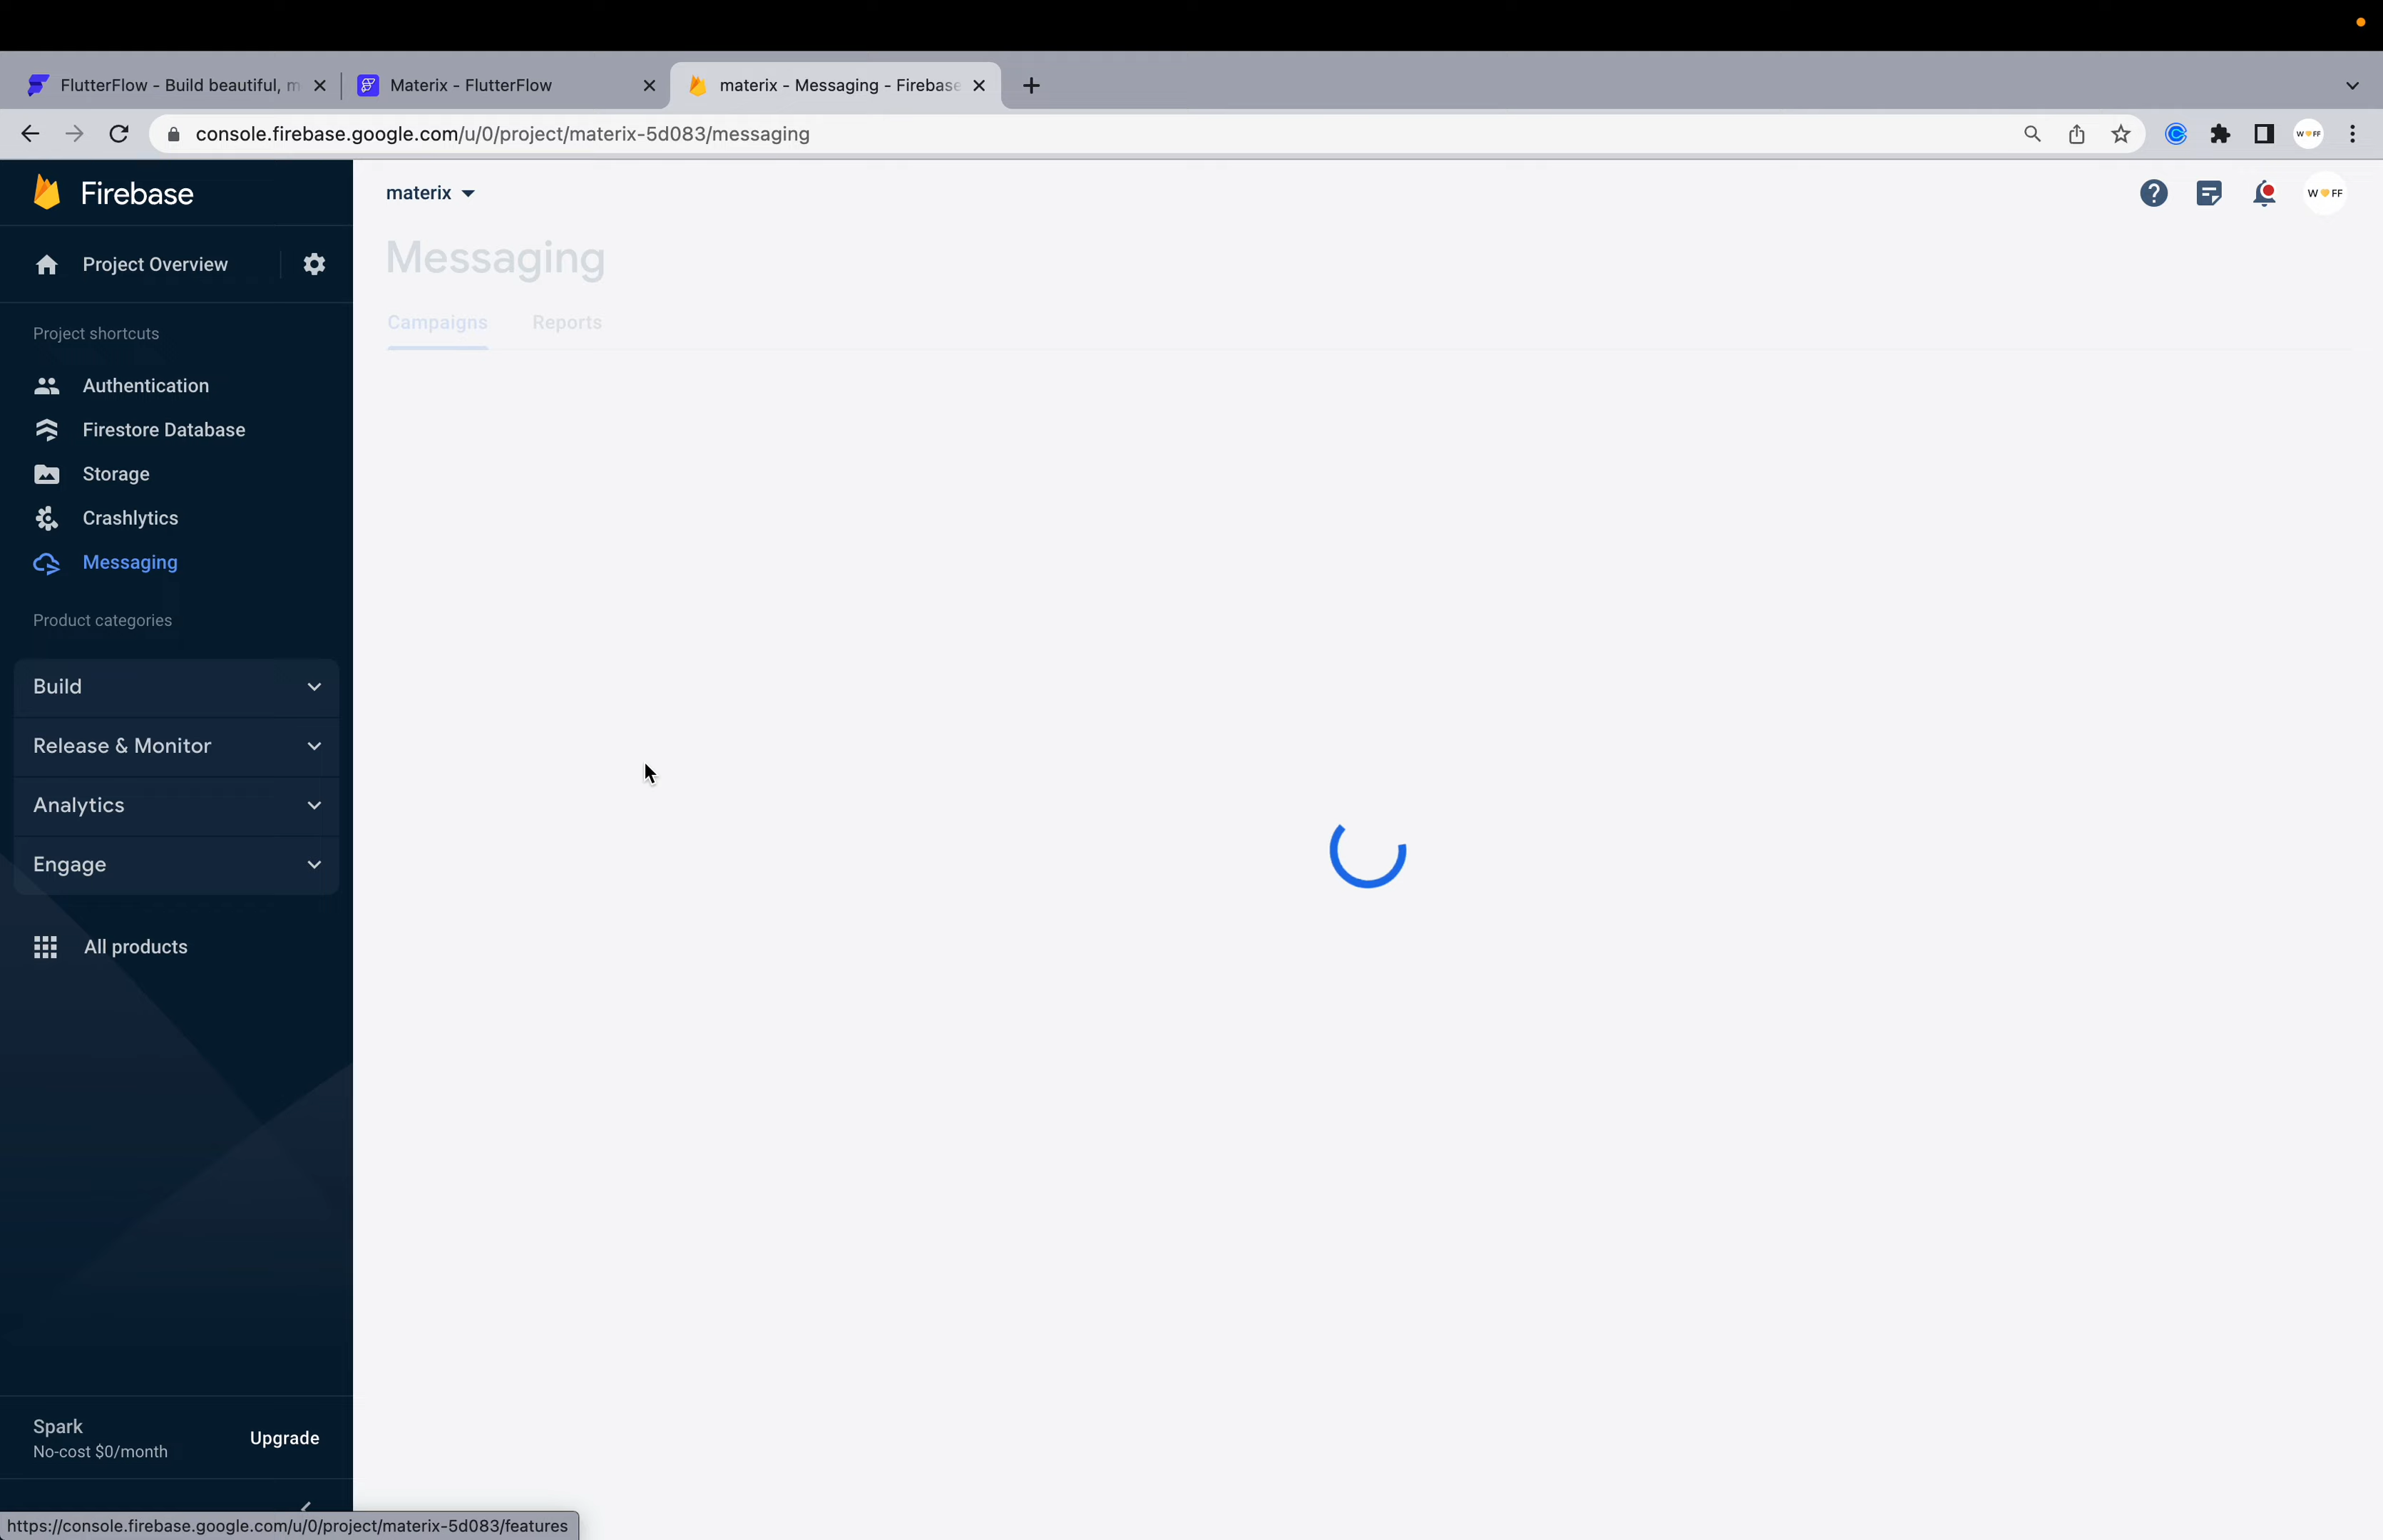 FlutterFlow - Build beautiful, m
Materix - FlutterFlow
materix - Messaging - Firebase
console.firebase.google.com/u/0/project/materix-5d083/messaging
W FF
Firebase
materix
W FF
Messaging
Project Overview
Campaigns
Reports
Project shortcuts
Authentication
Firestore Database
Storage
Crashlytics
Messaging
Product categories
Build
Release & Monitor
Analytics
Engage
All products
Spark
No-cost $0/month
Upgrade
https://console.firebase.google.com/u/0/project/materix-5d083/features